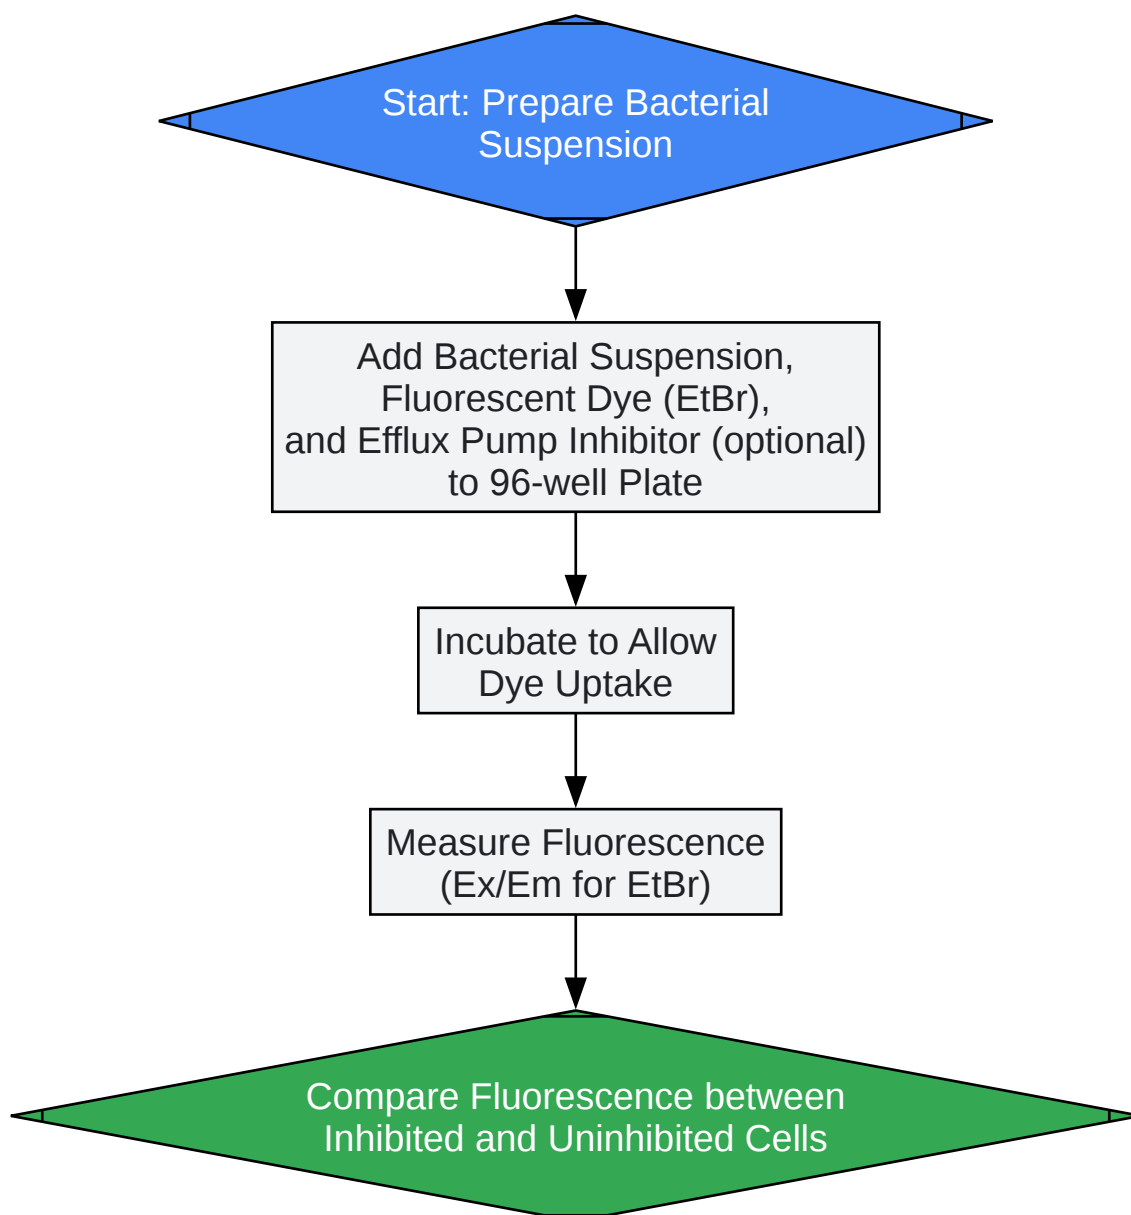 Start: Prepare Bacterial
Suspension
Add Bacterial Suspension,
Fluorescent Dye (EtBr),
and Efflux Pump Inhibitor (optional)
to 96-well Plate
Incubate to Allow
Dye Uptake
Measure Fluorescence
(Ex/Em for EtBr)
Compare Fluorescence between
Inhibited and Uninhibited Cells